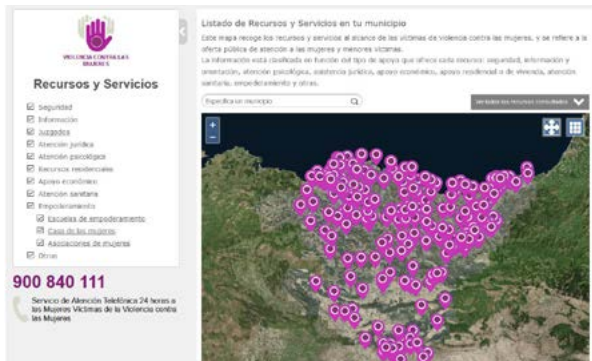 VIOLENCIA CONTRA LAS
MUJERES
Recursos y Servicios
Seguridad
Información
Juzgados
Atención jurídica
Atención psicológica
Recursos residenciales
Apoyo económico
Atención sanitaria
Empoderamiento
Escuelas de empoderamiento
Casa de las mujeres
Asociaciones de mujeres
Otros
900 840 111
Servicio de Atención Telefónica 24 horas a
las Mujeres Víctimas de la Violencia contra
las Mujeres
Listado de Recursos y Servicios en tu municipio
Este mapa recoge los recursos y servicios al alcance de las víctimas de violencia contra las mujeres, y se refiere a la
oferta pública de atención a las mujeres y menores víctimas.
La información está clasificada en función del tipo de apoyo que ofrece cada recurso: seguridad, información y
orientación, atención psicológica, asistencia jurídica, apoyo económico, apoyo residencial o de vivienda, atención
sanitaria, empoderamiento y otras.
Especifica un municipio
Ver todos los recursos consultados
+
-